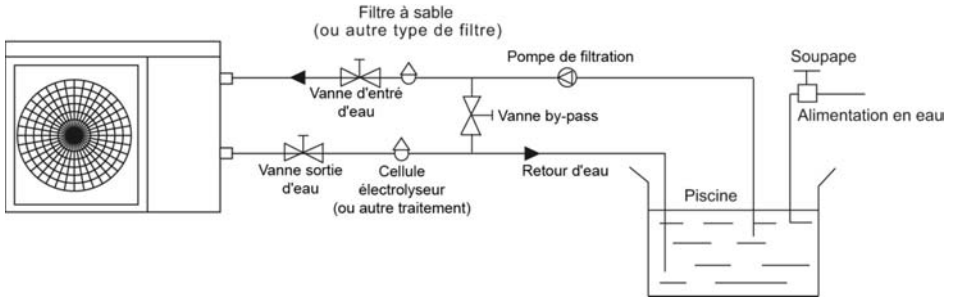 Filtre à sable
(ou autre type de filtre)
Pompe de filtration
Soupape
Vanne d'entré
d'eau
Vanne by-pass
Alimentation en eau
Vanne sortie
d'eau
Cellule
électrolyseur
(ou autre traitement)
Retour d'eau
Piscine